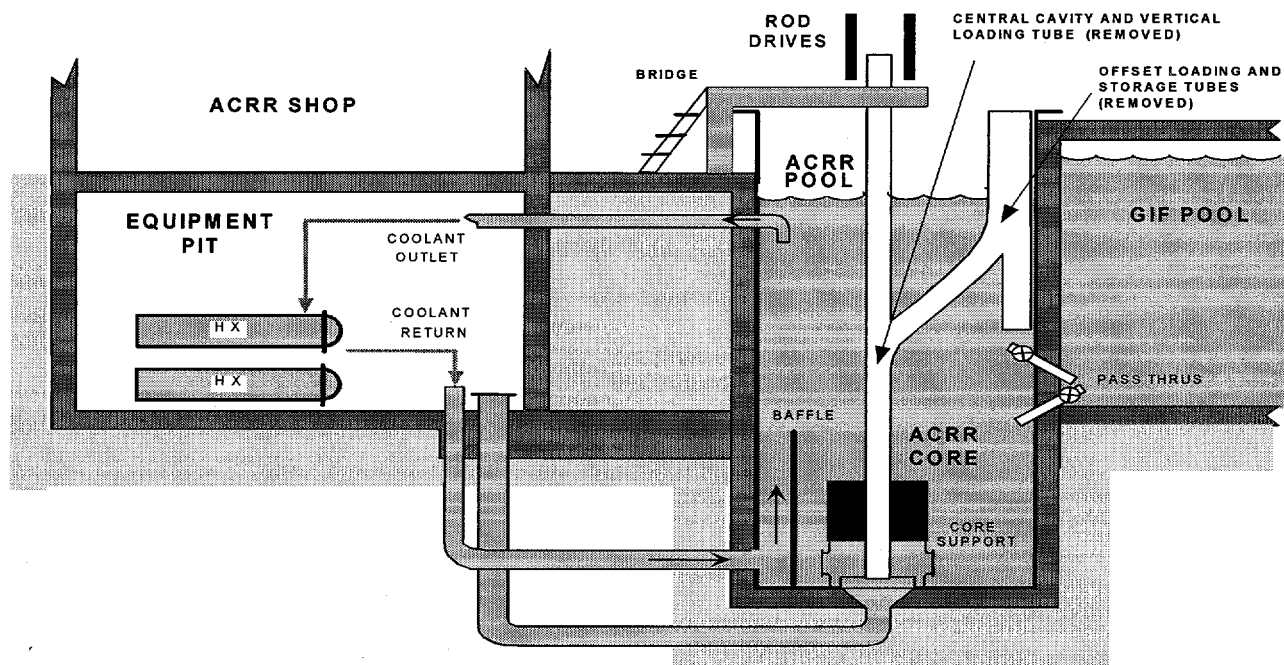 ROD
DRIVES
CENTRAL CAVITY AND VERTICAL
LOADING TUBE (REMOVED)
BRIDGE
OFFSET LOADING AND
STORAGE TUBES
(REMOVED)
ACRR SHOP
ACRR
POOL
EQUIPMENT
PIT
COOLANT
OUTLET
GIF POOL
COOLANT
RETURN
HX
HX
PASS THRUS
BAFFLE
ACRR
CORE
CORE
SUPPORT